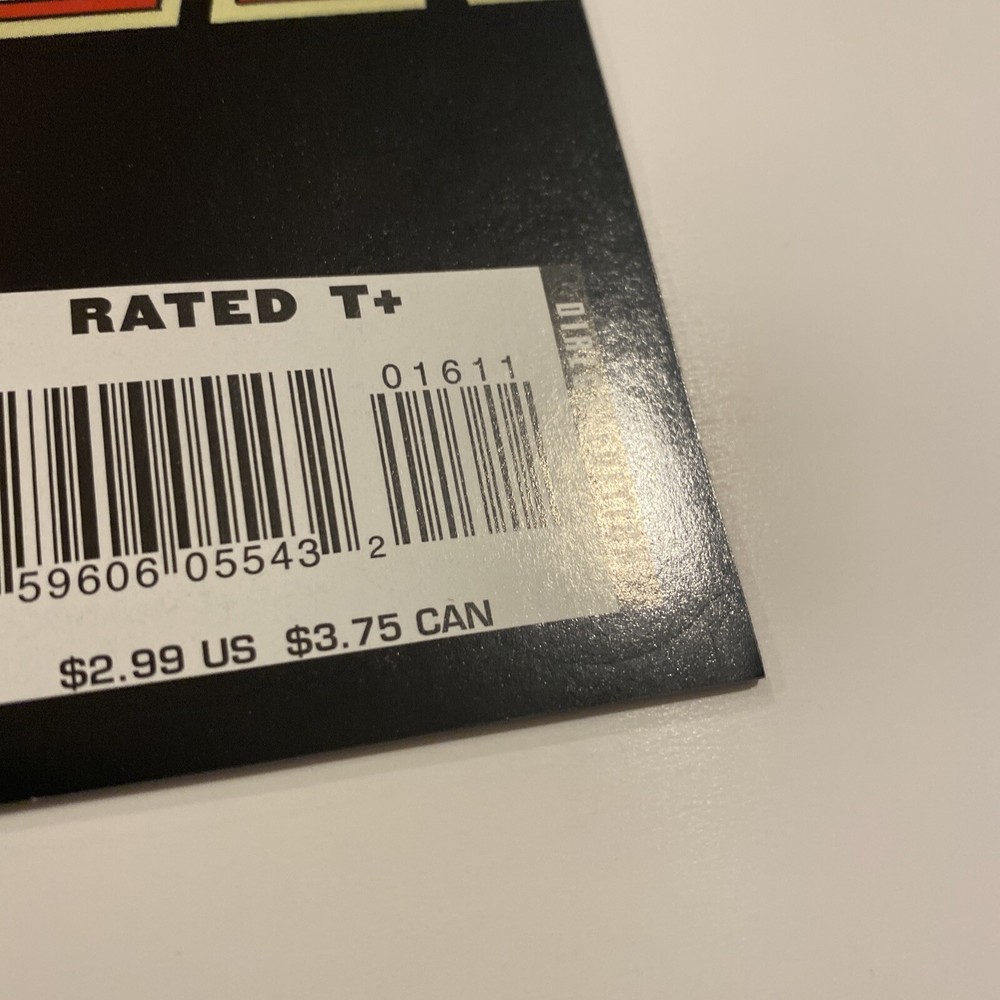 RATED T+
01611
59606 05543 2
$2.99 US $3.75 CAN